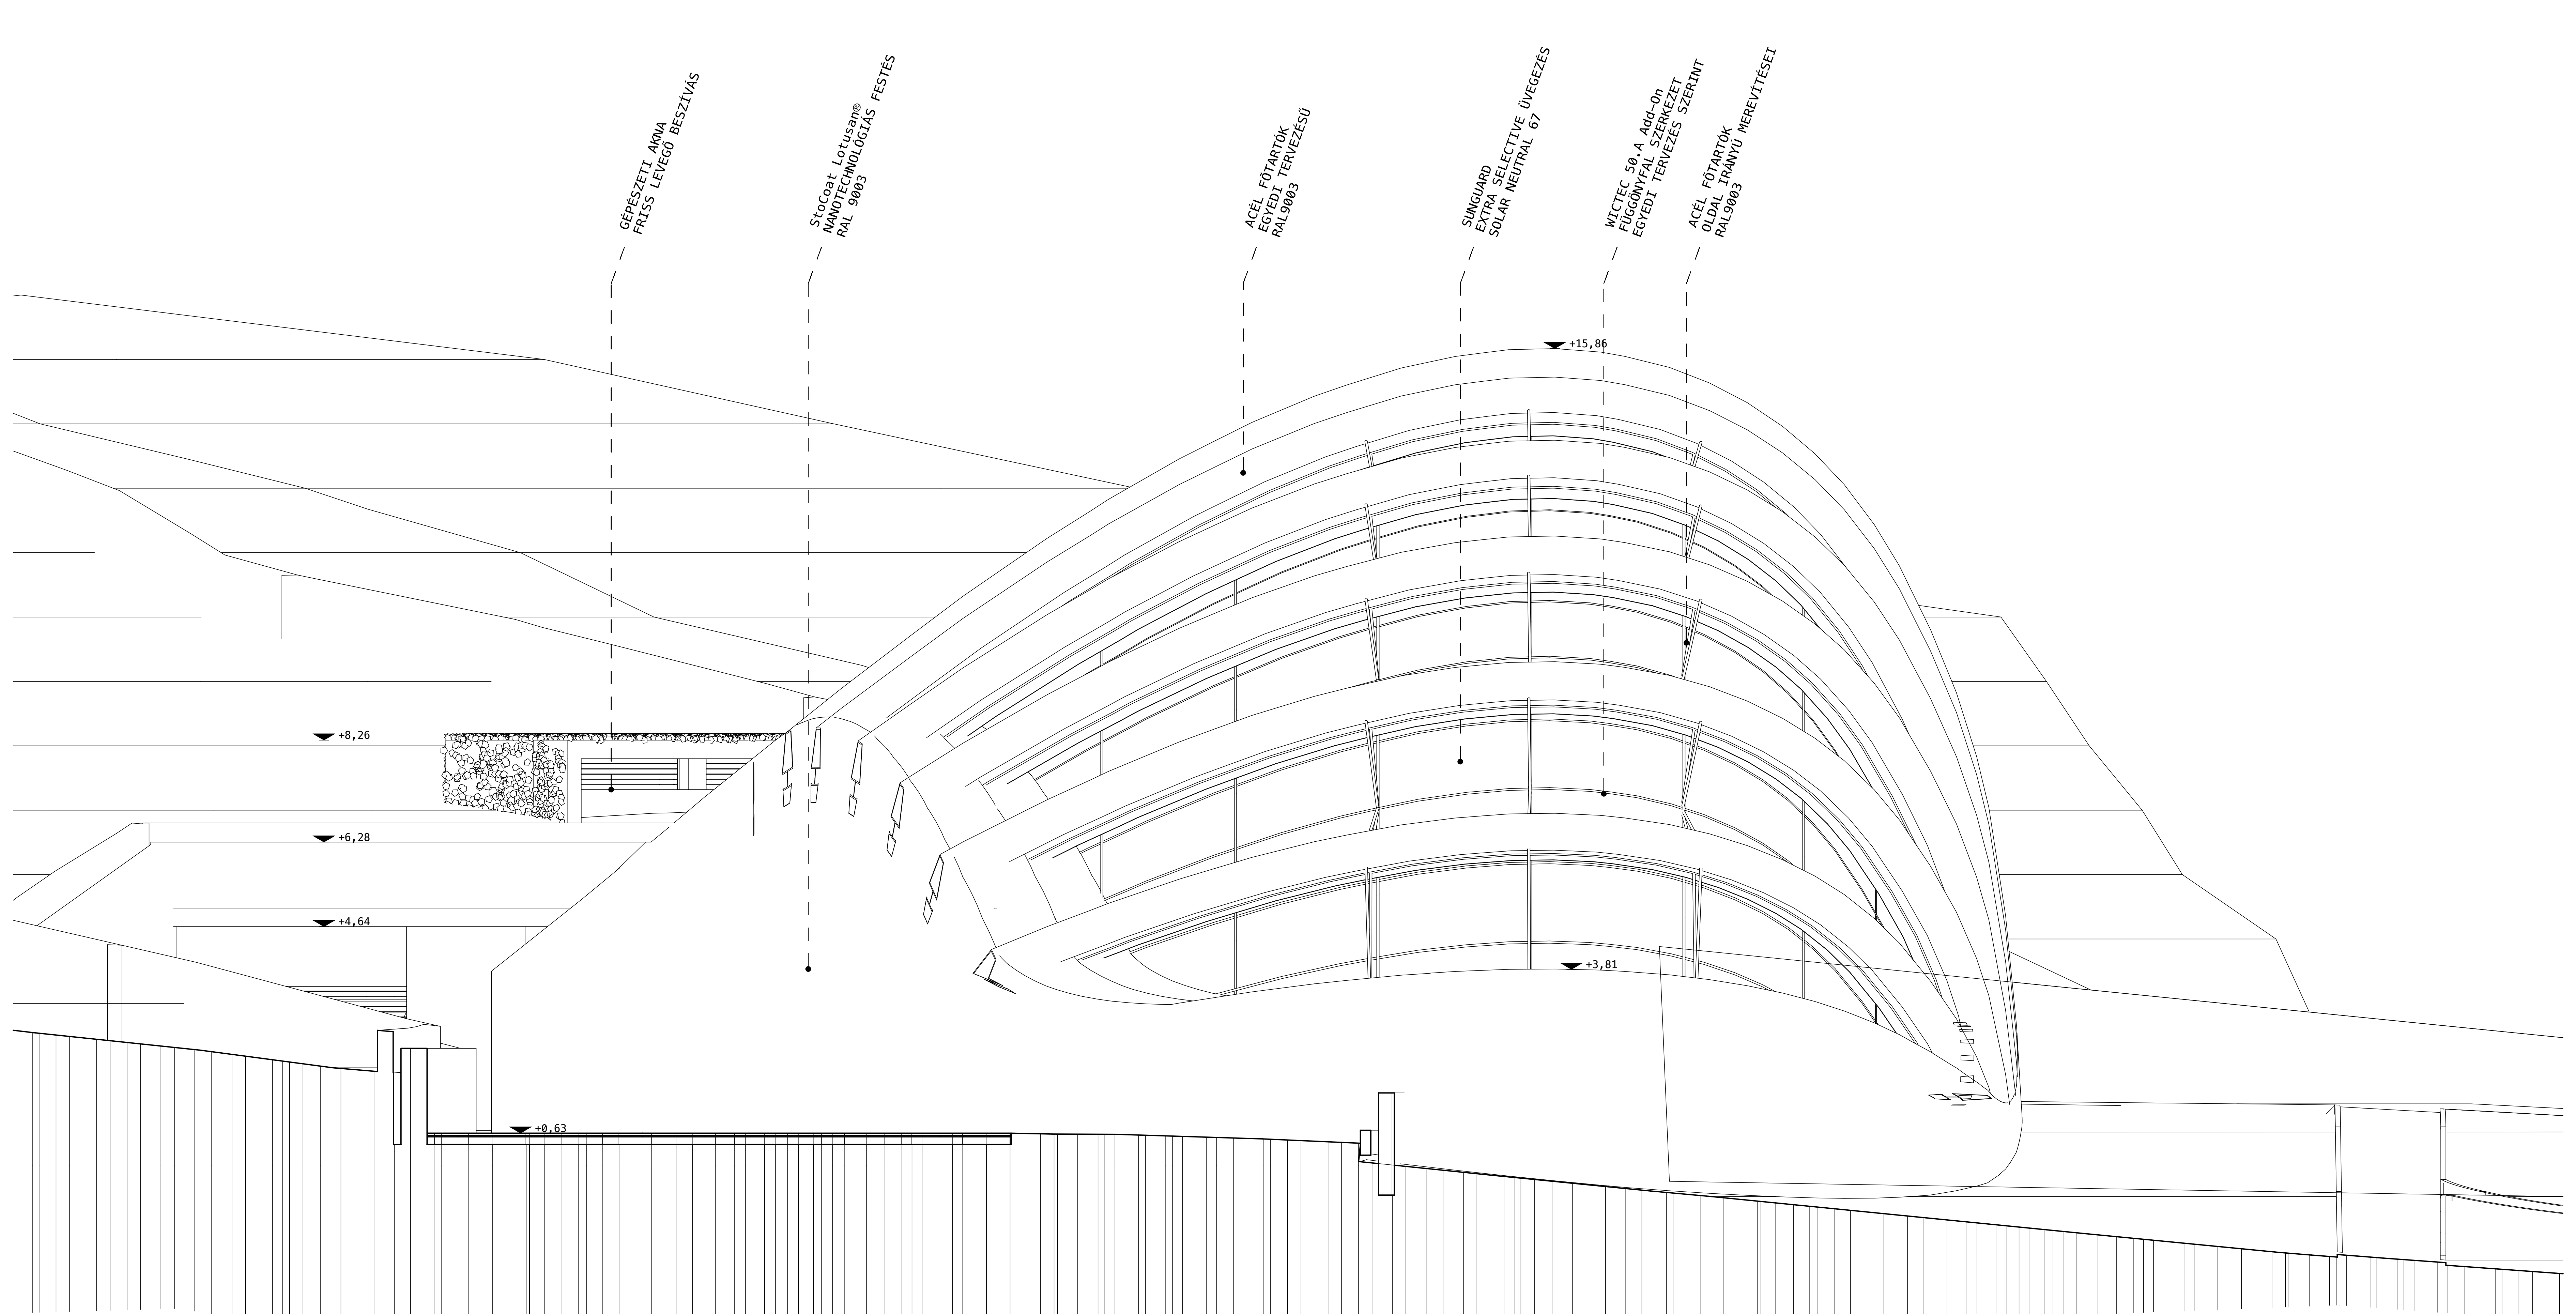 GÉPÉSZETI AKNA
FRISS LEVEGŐ BESZÍVÁS
StoCoat Lotusan®
NANOTECHNOLÓGIÁS FESTÉS
RAL 9003
ACÉL FŐTARTÓK
EGYEDI TERVEZÉSŰ
RAL9003
SUNGUARD
EXTRA SELECTIVE ÜVEGEZÉS
SOLAR NEUTRAL 67
WICTEC 50.A Add-On
FÜGGÖNYFAL SZERKEZET
EGYEDI TERVEZÉS SZERINT
ACÉL FŐTARTÓK
OLDAL IRÁNYÚ MEREVÍTÉSEI
RAL9003
+15,86
+8,26
+6,28
+4,64
+3,81
+0,63